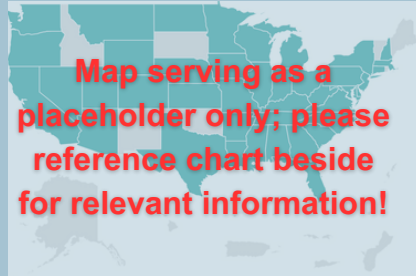 Map serving as a
placeholder only; please
reference chart beside
for relevant information!